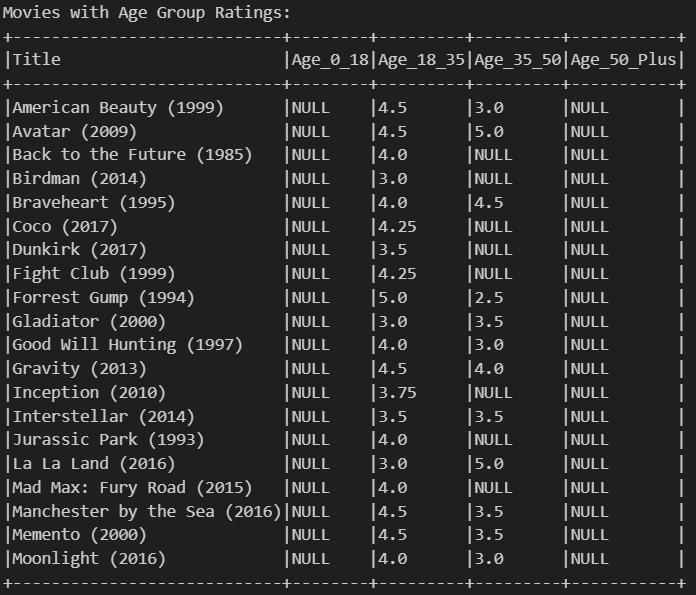 Movies with Age Group Ratings:
+----------------------------+--------+---------+---------+-----------+
|Title                       |Age_0_18|Age_18_35|Age_35_50|Age_50_Plus|
+----------------------------+--------+---------+---------+-----------+
|American Beauty (1999)      |NULL    |4.5      |3.0      |NULL       |
|Avatar (2009)               |NULL    |4.5      |5.0      |NULL       |
|Back to the Future (1985)   |NULL    |4.0      |NULL     |NULL       |
|Birdman (2014)              |NULL    |3.0      |NULL     |NULL       |
|Braveheart (1995)           |NULL    |4.0      |4.5      |NULL       |
|Coco (2017)                 |NULL    |4.25     |NULL     |NULL       |
|Dunkirk (2017)              |NULL    |3.5      |NULL     |NULL       |
|Fight Club (1999)           |NULL    |4.25     |NULL     |NULL       |
|Forrest Gump (1994)         |NULL    |5.0      |2.5      |NULL       |
|Gladiator (2000)            |NULL    |3.0      |3.5      |NULL       |
|Good Will Hunting (1997)    |NULL    |4.0      |3.0      |NULL       |
|Gravity (2013)              |NULL    |4.5      |4.0      |NULL       |
|Inception (2010)            |NULL    |3.75     |NULL     |NULL       |
|Interstellar (2014)         |NULL    |3.5      |3.5      |NULL       |
|Jurassic Park (1993)        |NULL    |4.0      |NULL     |NULL       |
|La La Land (2016)           |NULL    |3.0      |5.0      |NULL       |
|Mad Max: Fury Road (2015)   |NULL    |4.0      |NULL     |NULL       |
|Manchester by the Sea (2016)|NULL    |4.5      |3.5      |NULL       |
|Memento (2000)              |NULL    |4.5      |3.5      |NULL       |
|Moonlight (2016)            |NULL    |4.0      |3.0      |NULL       |
+----------------------------+--------+---------+---------+-----------+